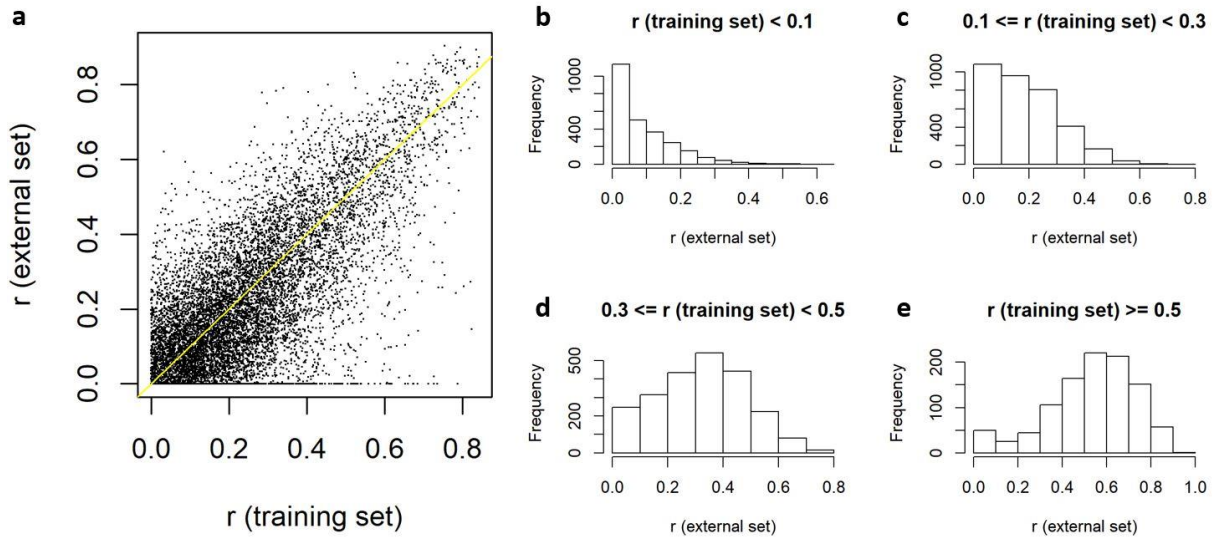 a
r (external set)
0.0 0.2 0.4 0.6 0.8
0.0 0.2 0.4 0.6 0.8
r (training set)
b
r (training set) < 0.1
Frequency
0 400 1000
0.0 0.2 0.4 0.6
r (external set)
c
0.1 <= r (training set) < 0.3
Frequency
0 400 1000
0.0 0.2 0.4 0.6 0.8
r (external set)
d
0.3 <= r (training set) < 0.5
Frequency
0 200 500
0.0 0.2 0.4 0.6 0.8
r (external set)
e
r (training set) >= 0.5
Frequency
0 100 200
0.0 0.2 0.4 0.6 0.8 1.0
r (external set)